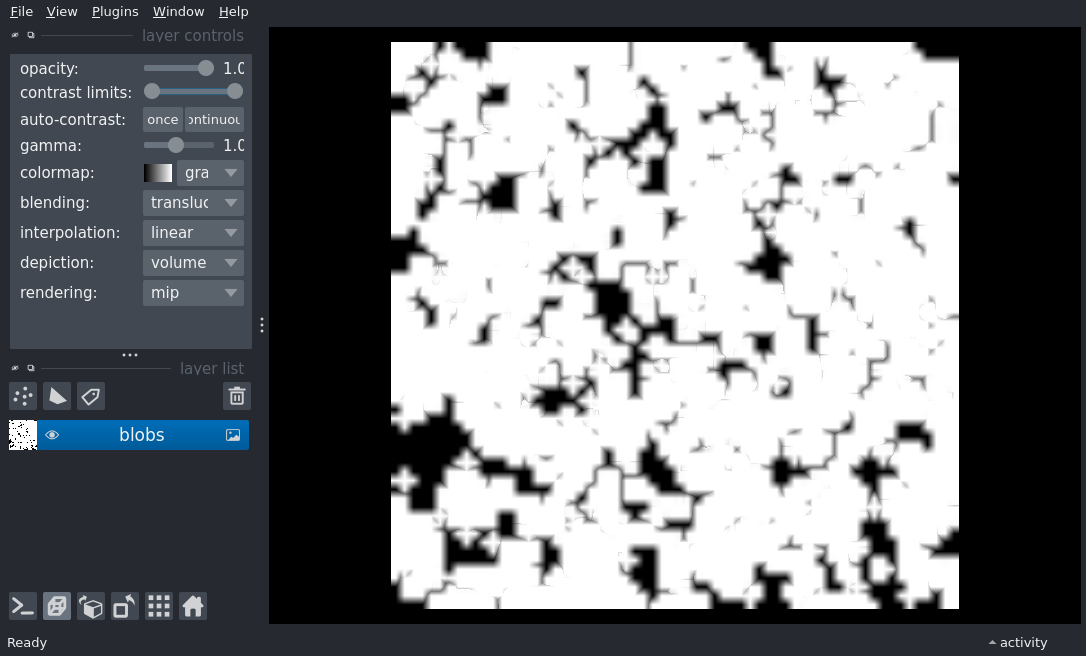 File View Plugins Window Help
layer controls
opacity: 1.0
contrast limits:
auto-contrast: once ontinuou
gamma: 1.0
colormap: gra
blending: transluc
interpolation: linear
depiction: volume
rendering: mip
layer list
blobs
Ready activity